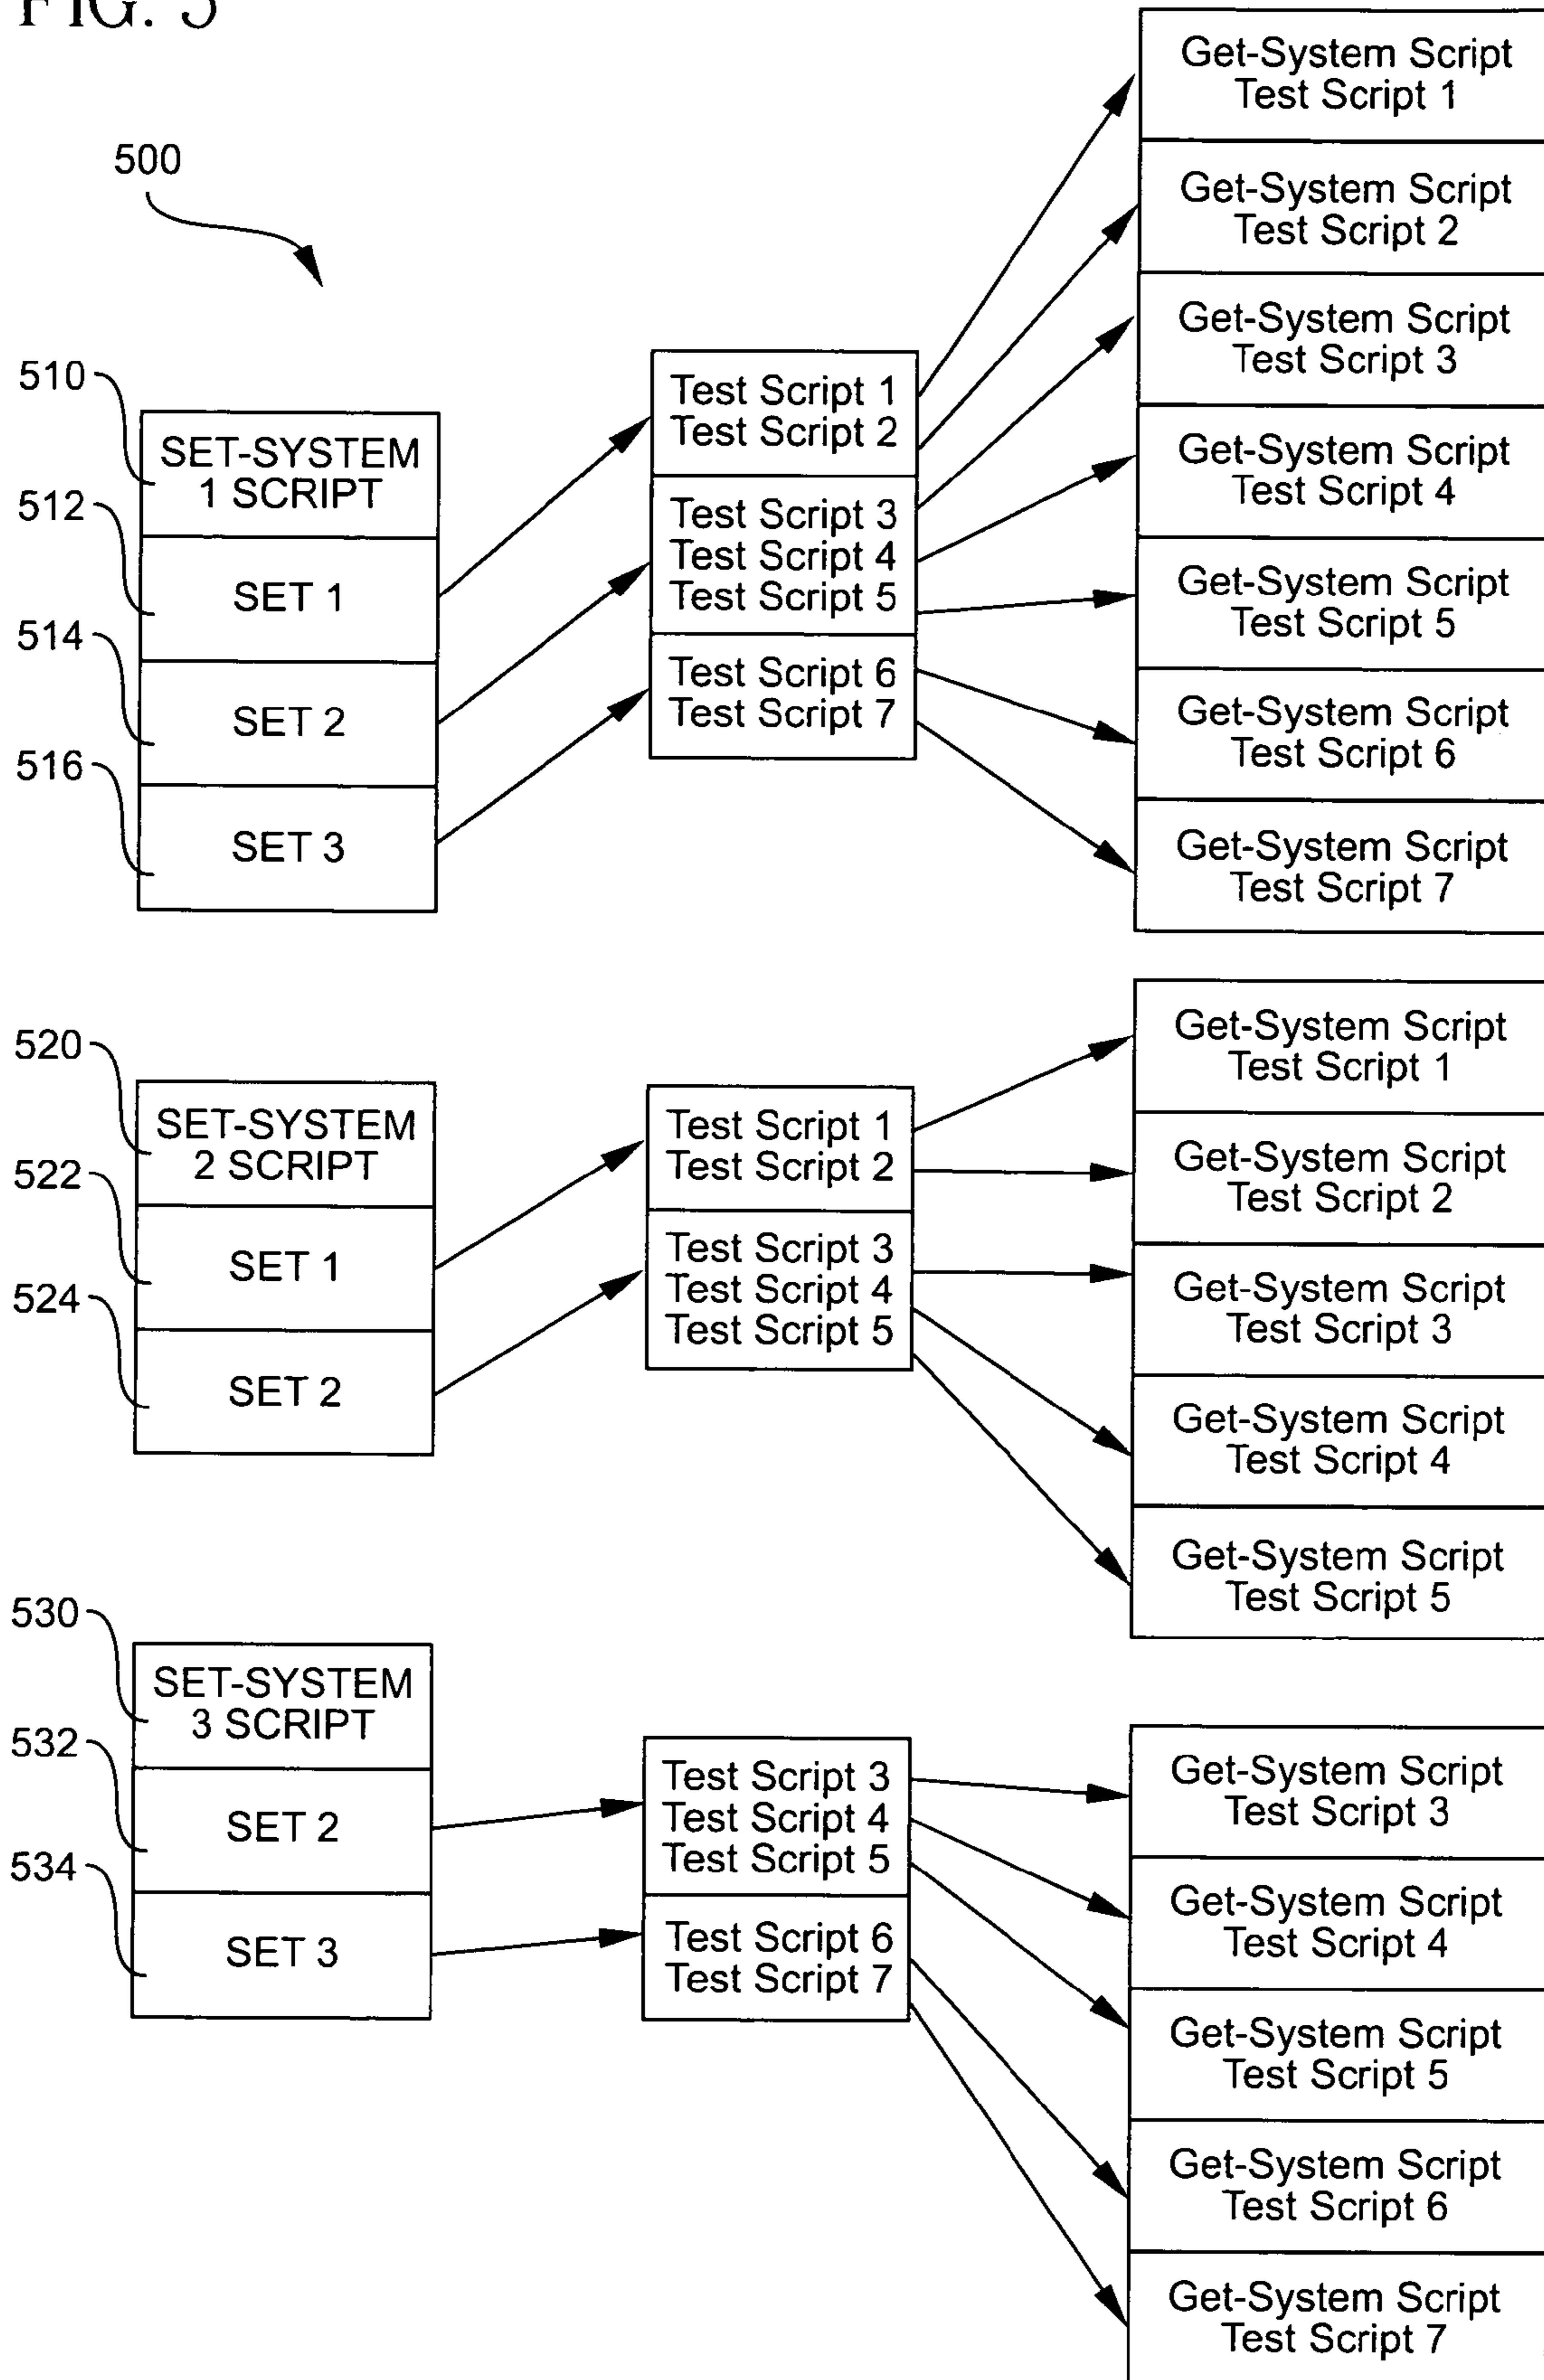 FIG. 5
500
510
SET-SYSTEM
1 SCRIPT
512
SET 1
514
SET 2
516
SET 3
Test Script 1
Test Script 2
Test Script 3
Test Script 4
Test Script 5
Test Script 6
Test Script 7
Get-System Script
Test Script 1
Get-System Script
Test Script 2
Get-System Script
Test Script 3
Get-System Script
Test Script 4
Get-System Script
Test Script 5
Get-System Script
Test Script 6
Get-System Script
Test Script 7
520
SET-SYSTEM
2 SCRIPT
522
SET 1
524
SET 2
Test Script 1
Test Script 2
Test Script 3
Test Script 4
Test Script 5
Get-System Script
Test Script 1
Get-System Script
Test Script 2
Get-System Script
Test Script 3
Get-System Script
Test Script 4
Get-System Script
Test Script 5
530
SET-SYSTEM
3 SCRIPT
532
SET 2
534
SET 3
Test Script 3
Test Script 4
Test Script 5
Test Script 6
Test Script 7
Get-System Script
Test Script 3
Get-System Script
Test Script 4
Get-System Script
Test Script 5
Get-System Script
Test Script 6
Get-System Script
Test Script 7